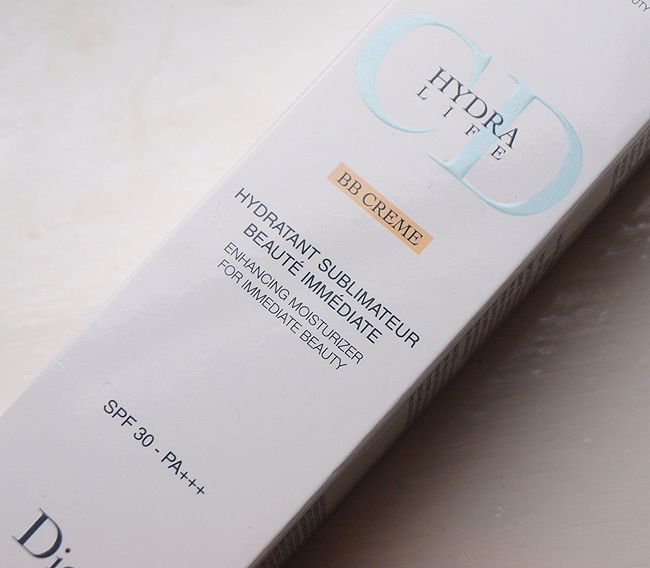 CD
HYDRA
LIFE
BB CREME
HYDRATANT SUBLIMATEUR
BEAUTÉ IMMÉDIATE
ENHANCING MOISTURIZER
FOR IMMEDIATE BEAUTY
SPF 30 - PA+++